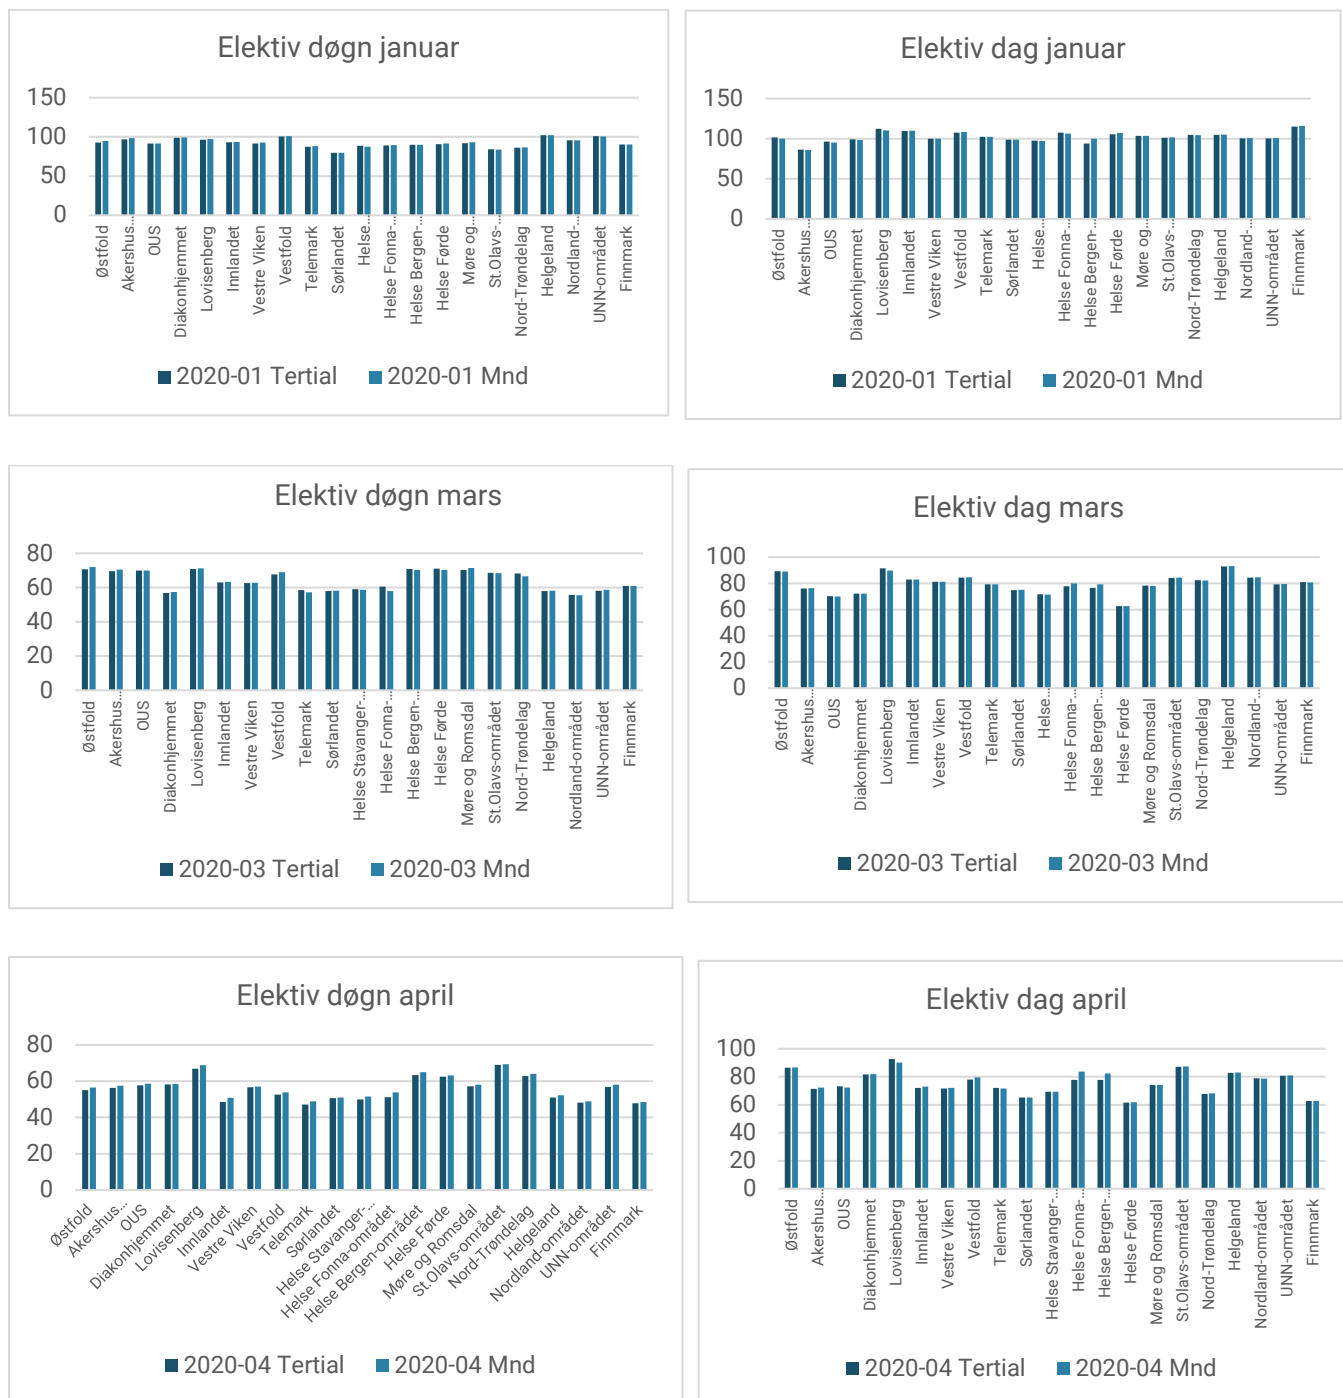 Elektiv døgn januar
150
100
50
0
Østfold
Akershus...
OUS
Diakonhjemmet
Lovisenberg
Innlandet
Vestre Viken
Vestfold
Telemark
Sørlandet
Helse...
Helse Fonna-...
Helse Bergen-...
Helse Førde
Møre og...
St.Olavs-...
Nord-Trøndelag
Helgeland
Nordland-...
UNN-området
Finnmark
2020-01 Tertial
2020-01 Mnd
Elektiv dag januar
150
100
50
0
Østfold
Akershus...
OUS
Diakonhjemmet
Lovisenberg
Innlandet
Vestre Viken
Vestfold
Telemark
Sørlandet
Helse...
Helse Fonna-...
Helse Bergen-...
Helse Førde
Møre og...
St.Olavs-...
Nord-Trøndelag
Helgeland
Nordland-...
UNN-området
Finnmark
2020-01 Tertial
2020-01 Mnd
Elektiv døgn mars
80
60
40
20
0
Østfold
Akershus...
OUS
Diakonhjemmet
Lovisenberg
Innlandet
Vestre Viken
Vestfold
Telemark
Sørlandet
Helse Stavanger-...
Helse Fonna-...
Helse Bergen-...
Helse Førde
Møre og Romsdal
St.Olavs-området
Nord-Trøndelag
Helgeland
Nordland-området
UNN-området
Finnmark
2020-03 Tertial
2020-03 Mnd
Elektiv dag mars
100
80
60
40
20
0
Østfold
Akershus...
OUS
Diakonhjemmet
Lovisenberg
Innlandet
Vestre Viken
Vestfold
Telemark
Sørlandet
Helse...
Helse Fonna-...
Helse Bergen-...
Helse Førde
Møre og Romsdal
St.Olavs-området
Nord-Trøndelag
Helgeland
Nordland-...
UNN-området
Finnmark
2020-03 Tertial
2020-03 Mnd
Elektiv døgn april
80
60
40
20
0
Østfold
Akershus...
OUS
Diakonhjemmet
Lovisenberg
Innlandet
Vestre Viken
Vestfold
Telemark
Sørlandet
Helse Stavanger-...
Helse Fonna-området
Helse Bergen-området
Helse Førde
Møre og Romsdal
St.Olavs-området
Nord-Trøndelag
Helgeland
Nordland-området
UNN-området
Finnmark
2020-04 Tertial
2020-04 Mnd
Elektiv dag april
100
80
60
40
20
0
Østfold
Akershus...
OUS
Diakonhjemmet
Lovisenberg
Innlandet
Vestre Viken
Vestfold
Telemark
Sørlandet
Helse Stavanger-...
Helse Fonna-...
Helse Bergen-...
Helse Førde
Møre og Romsdal
St.Olavs-området
Nord-Trøndelag
Helgeland
Nordland-området
UNN-området
Finnmark
2020-04 Tertial
2020-04 Mnd